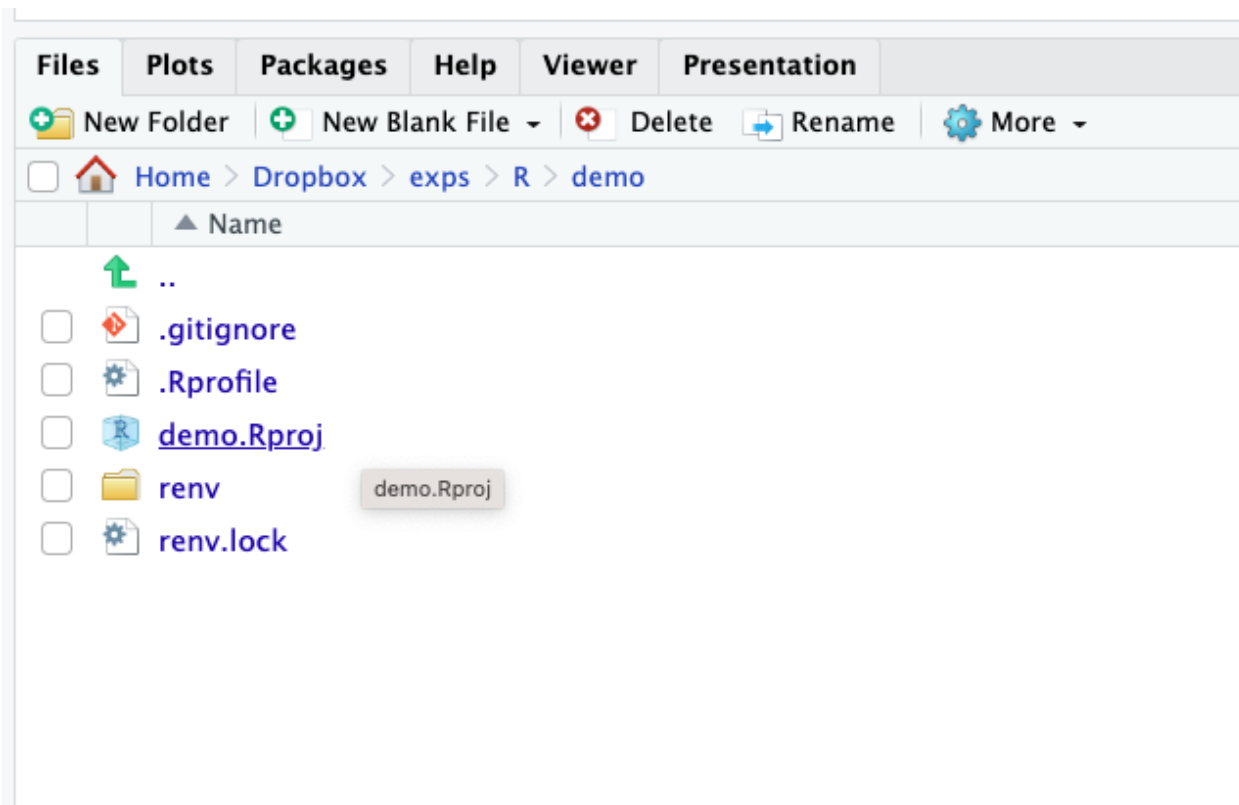 Files Plots Packages Help Viewer Presentation
New Folder New Blank File Delete Rename More
Home > Dropbox > exps > R > demo
Name
..
.gitignore
.Rprofile
demo.Rproj
renv
demo.Rproj
renv.lock